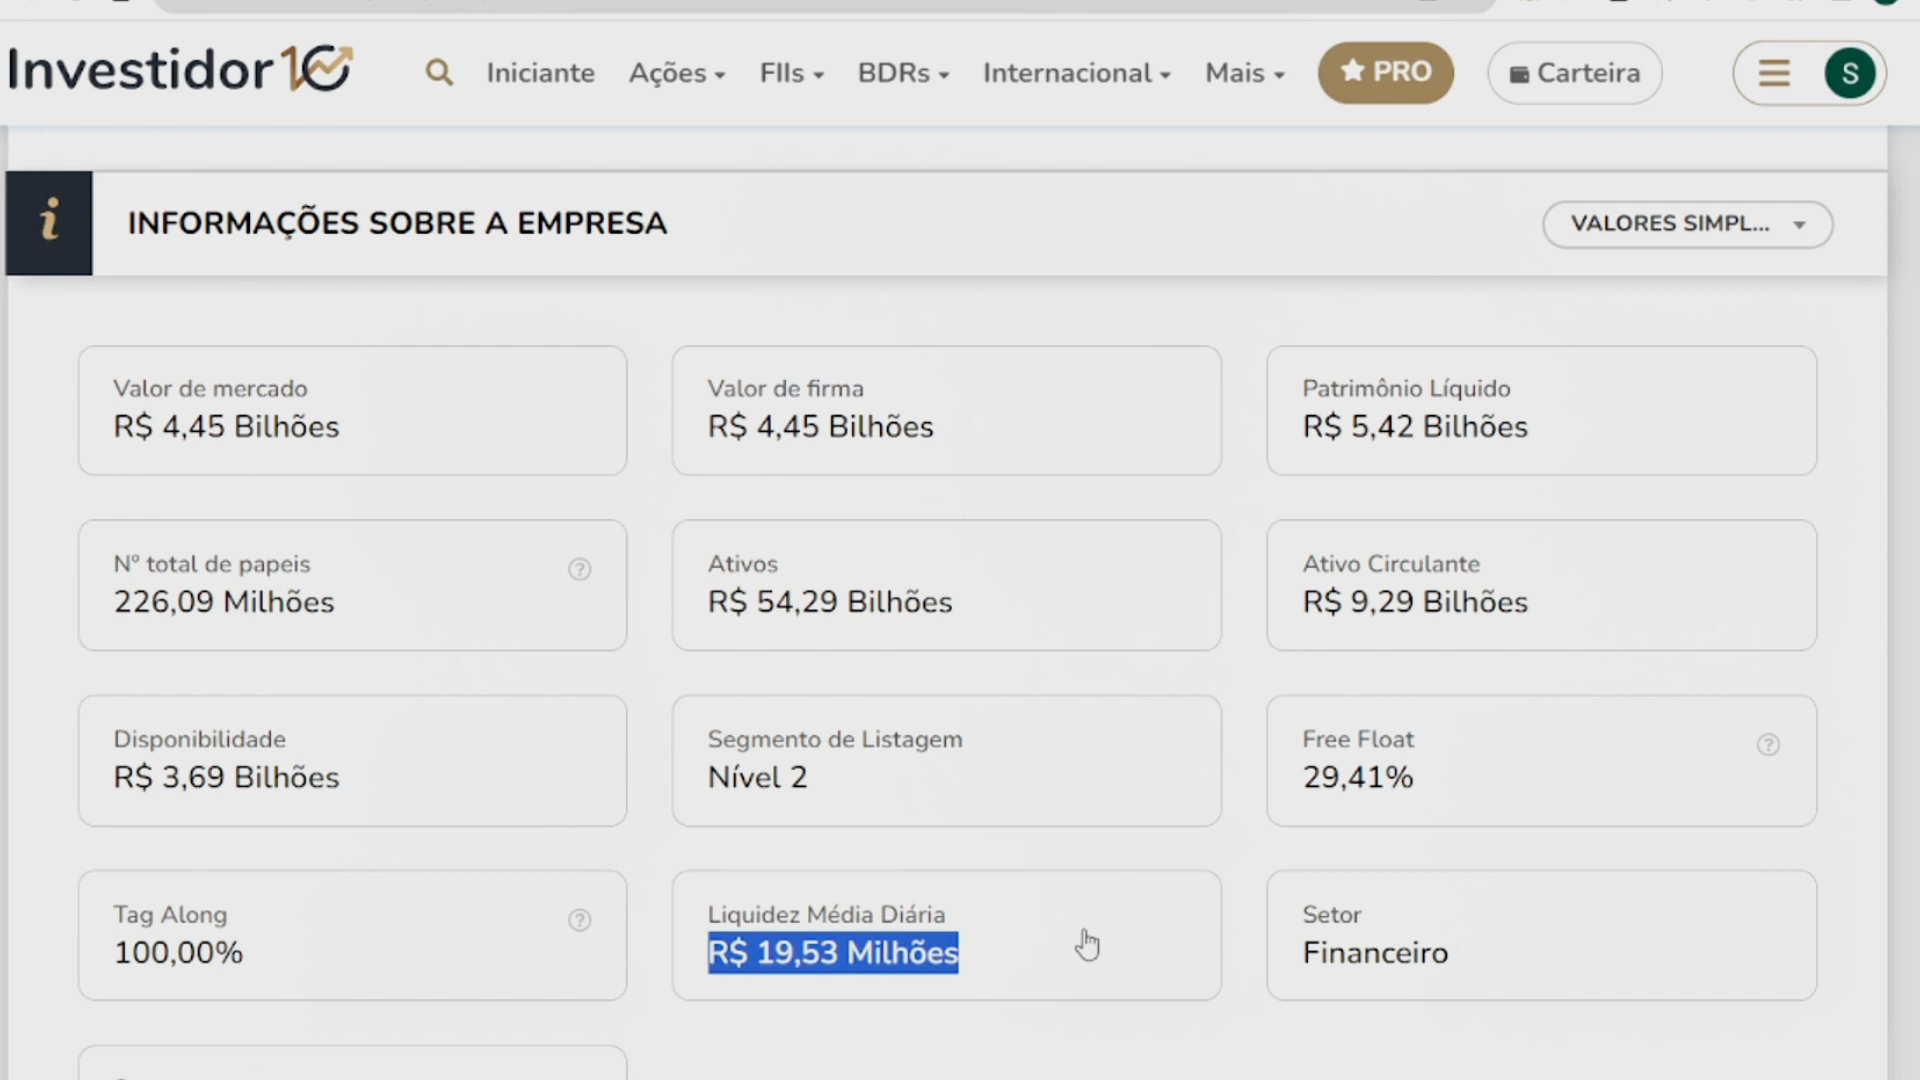 Investidor 10
Iniciante
Ações
FIIs
BDRs
Internacional
Mais
PRO
Carteira
S
i
INFORMAÇÕES SOBRE A EMPRESA
VALORES SIMPL...
Valor de mercado
R$ 4,45 Bilhões
Valor de firma
R$ 4,45 Bilhões
Patrimônio Líquido
R$ 5,42 Bilhões
Nº total de papeis
?
226,09 Milhões
Ativos
R$ 54,29 Bilhões
Ativo Circulante
R$ 9,29 Bilhões
Disponibilidade
R$ 3,69 Bilhões
Segmento de Listagem
Nível 2
Free Float
?
29,41%
Tag Along
?
100,00%
Liquidez Média Diária
R$ 19,53 Milhões
Setor
Financeiro